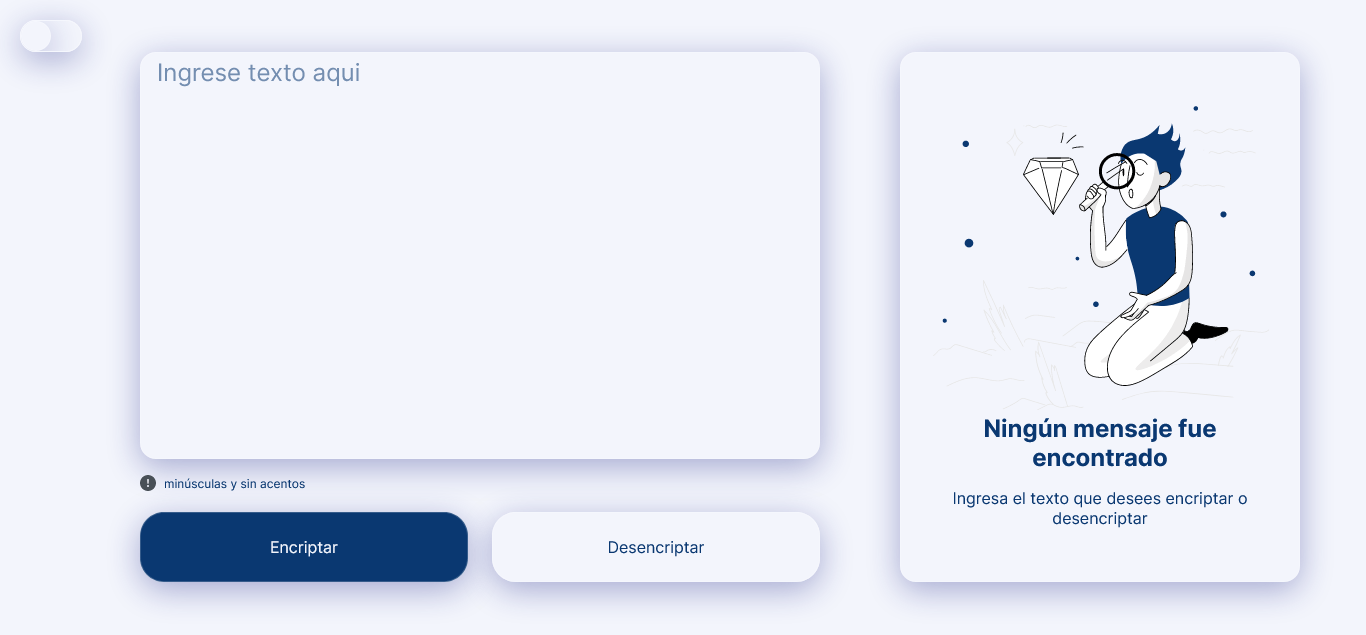 Ingrese texto aqui
! minúsculas y sin acentos
Encriptar
Desencriptar
Ningún mensaje fue
encontrado
Ingresa el texto que desees encriptar o
desencriptar